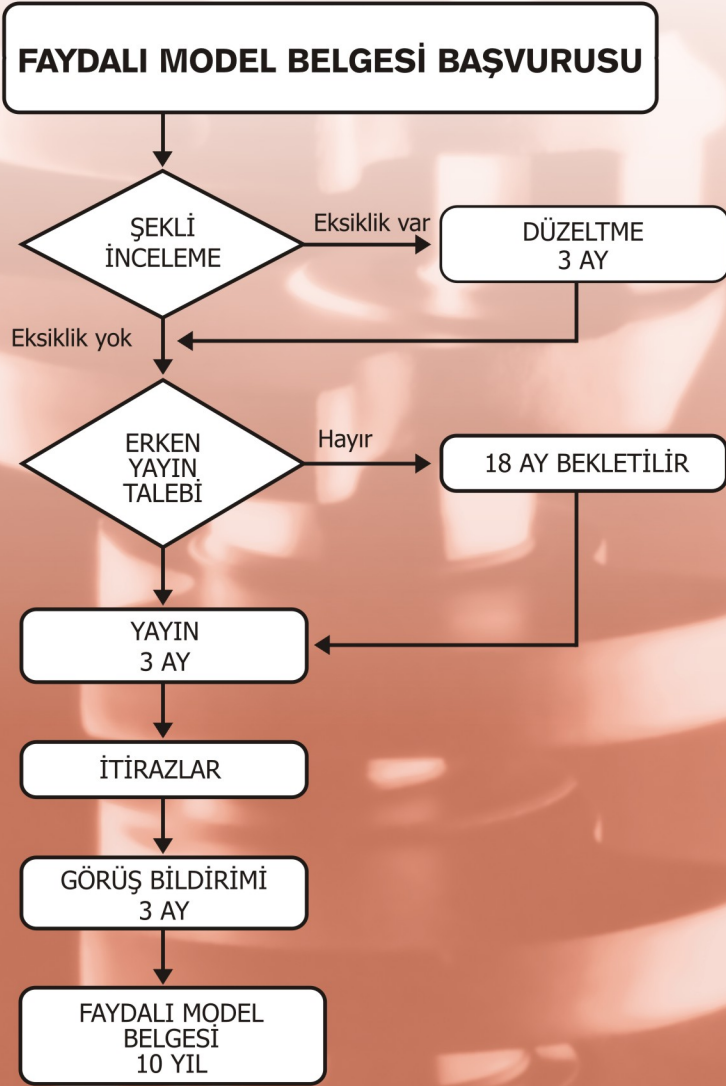 FAYDALI MODEL BELGESİ BAŞVURUSU
ŞEKLİ
İNCELEME
Eksiklik var
DÜZELTME
3 AY
Eksiklik yok
ERKEN
YAYIN
TALEBİ
Hayır
18 AY BEKLETİLİR
YAYIN
3 AY
İTİRAZLAR
GÖRÜŞ BİLDİRİMİ
3 AY
FAYDALI MODEL
BELGESİ
10 YIL